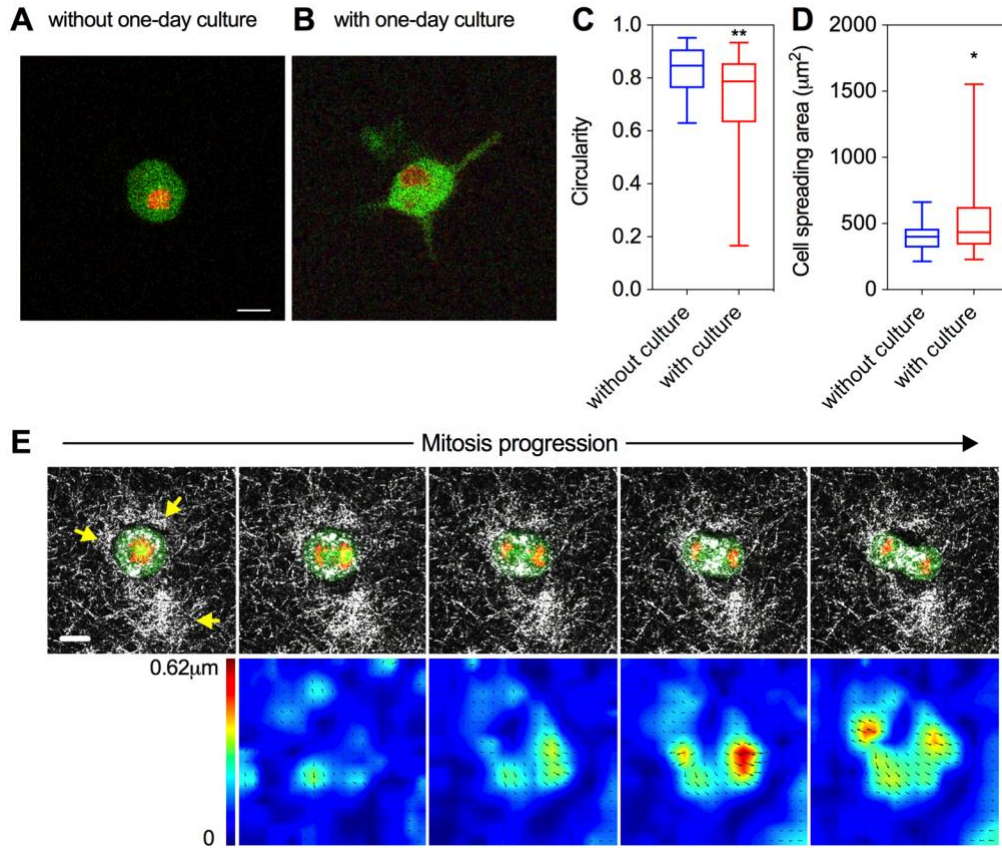 A without one-day culture
B with one-day culture
C
1.0
0.8
0.6
0.4
0.2
0.0
Circularity
**
without culture
with culture
D
2000
1500
1000
500
0
Cell spreading area (μm²)
*
without culture
with culture
E
Mitosis progression
0.62μm
0